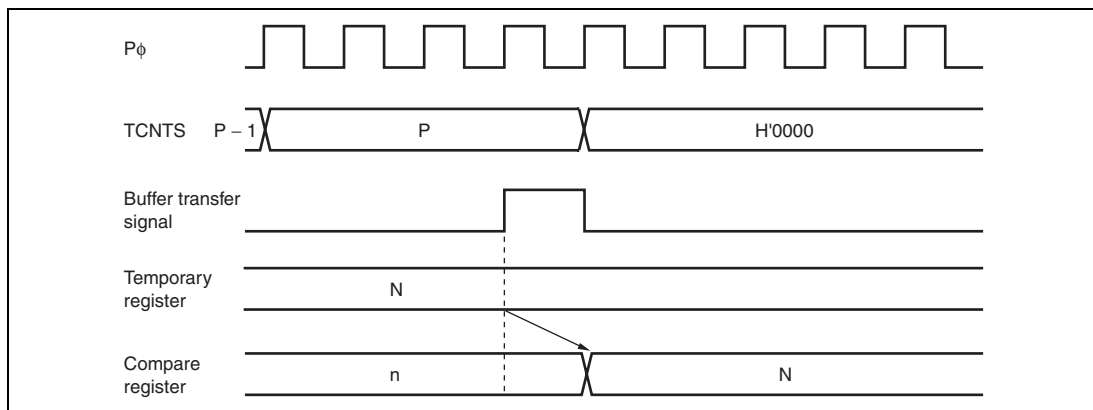 Pϕ
TCNTS P – 1 P H'0000
Buffer transfer
signal
Temporary
register N
Compare
register n N